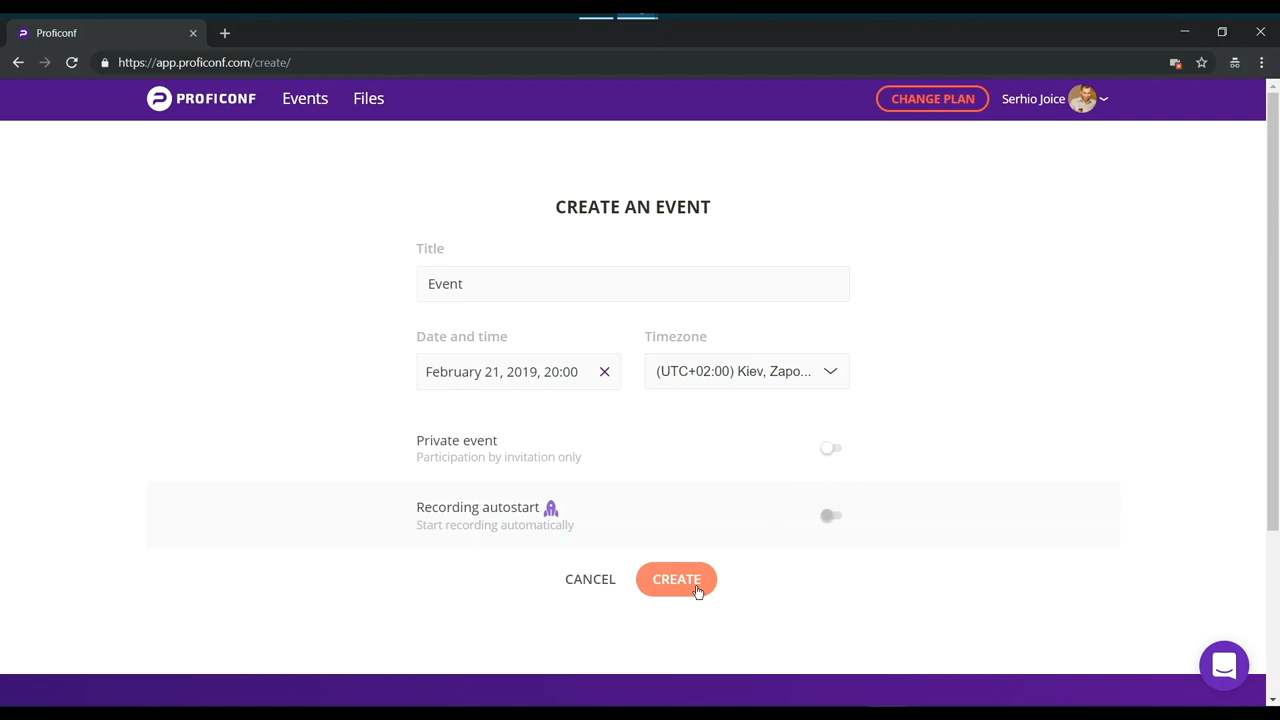 Proficonf
https://app.proficonf.com/create/
PROFICONF Events Files CHANGE PLAN Serhio Joice
CREATE AN EVENT
Title
Event
Date and time Timezone
February 21, 2019, 20:00 (UTC+02:00) Kiev, Zapo...
Private event
Participation by invitation only
Recording autostart
Start recording automatically
CANCEL CREATE